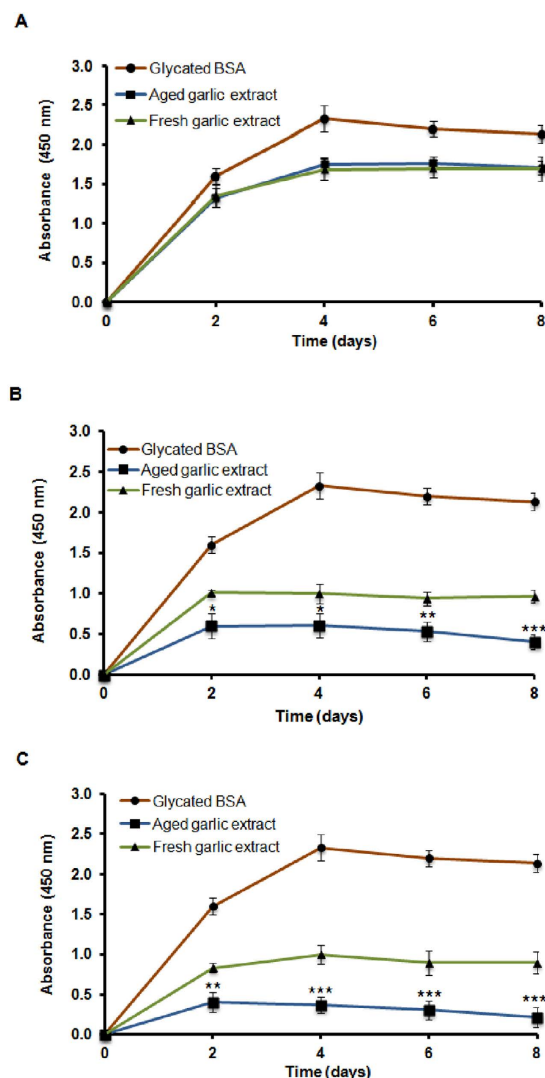 A
3.0
Glycated BSA
2.5
Aged garlic extract
Fresh garlic extract
2.0
1.5
1.0
0.5
0.0
Absorbance (450 nm)
0 2 4 6 8
Time (days)
B
3.0
Glycated BSA
2.5
Aged garlic extract
Fresh garlic extract
2.0
1.5
1.0
* * ** ***
0.5
0.0
Absorbance (450 nm)
0 2 4 6 8
Time (days)
C
3.0
Glycated BSA
2.5
Aged garlic extract
Fresh garlic extract
2.0
1.5
1.0
** *** *** ***
0.5
0.0
Absorbance (450 nm)
0 2 4 6 8
Time (days)